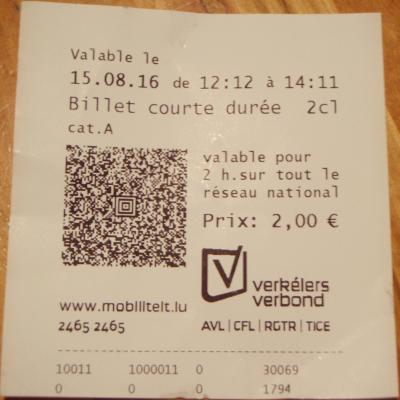 Valable le
15.08.16 de 12:12 à 14:11
Billet courte durée 2cl
cat.A
valable pour
2 h.sur tout le
réseau national
Prix: 2,00 €
verkélers
verbond
www.mobiliteit.lu
2465 2465
AVL | CFL | RGTR | TICE
10011 1000011 0 30069
0 0 0 1794